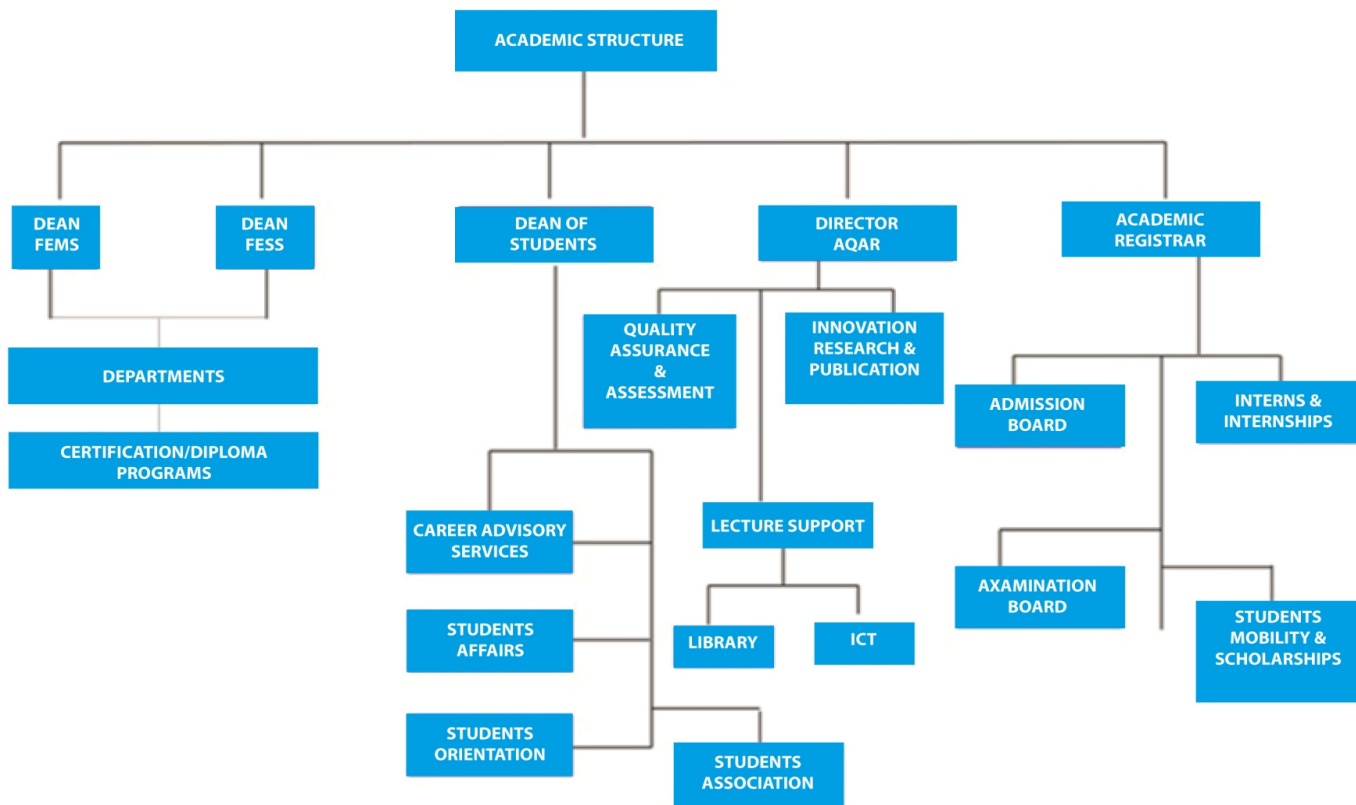 ACADEMIC STRUCTURE
DEAN
FEMS
DEAN
FESS
DEAN OF
STUDENTS
DIRECTOR
AQAR
ACADEMIC
REGISTRAR
DEPARTMENTS
CERTIFICATION/DIPLOMA
PROGRAMS
QUALITY
ASSURANCE
&
ASSESSMENT
INNOVATION
RESEARCH &
PUBLICATION
ADMISSION
BOARD
INTERNS &
INTERNSHIPS
CAREER ADVISORY
SERVICES
LECTURE SUPPORT
AXAMINATION
BOARD
STUDENTS
AFFAIRS
LIBRARY
ICT
STUDENTS
MOBILITY &
SCHOLARSHIPS
STUDENTS
ORIENTATION
STUDENTS
ASSOCIATION